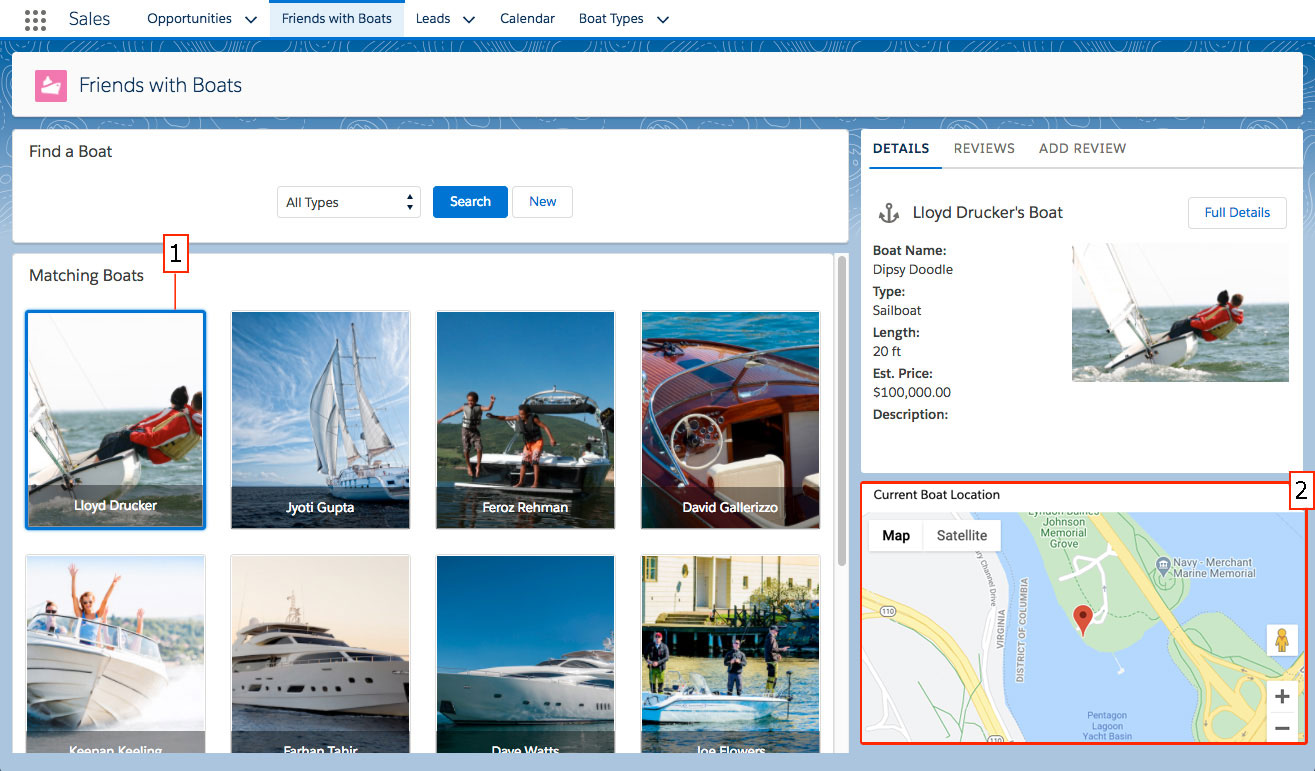 Sales
Opportunities
Friends with Boats
Leads
Calendar
Boat Types
Friends with Boats
Find a Boat
All Types
Search
New
1
Matching Boats
Lloyd Drucker
Jyoti Gupta
Feroz Rehman
David Gallerizzo
Keenan Keeling
Farhan Tahir
Dave Watts
Joe Flowers
DETAILS
REVIEWS
ADD REVIEW
Lloyd Drucker's Boat
Full Details
Boat Name:
Dipsy Doodle
Type:
Sailboat
Length:
20 ft
Est. Price:
$100,000.00
Description:
2
Current Boat Location
Map
Satellite
Lyndon Baines
Johnson
Memorial
Grove
Navy - Merchant
Marine Memorial
Channel Drive
110
VIRGINIA
DISTRICT OF COLUMBIA
Pentagon
Lagoon
Yacht Basin
110